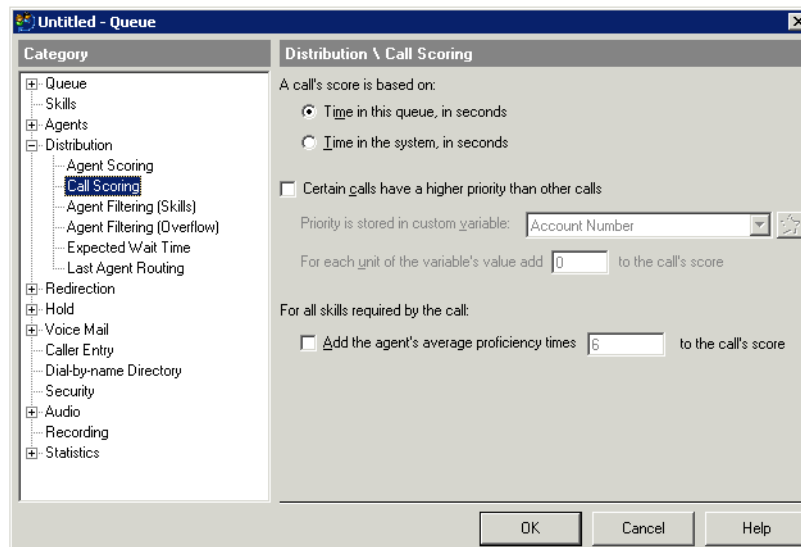 Untitled - Queue
Category
Distribution \ Call Scoring
Queue
Skills
Agents
Distribution
Agent Scoring
Call Scoring
Agent Filtering (Skills)
Agent Filtering (Overflow)
Expected Wait Time
Last Agent Routing
Redirection
Hold
Voice Mail
Caller Entry
Dial-by-name Directory
Security
Audio
Recording
Statistics
A call's score is based on:
Time in this queue, in seconds
Time in the system, in seconds
Certain calls have a higher priority than other calls
Priority is stored in custom variable: Account Number
For each unit of the variable's value add 0 to the call's score
For all skills required by the call:
Add the agent's average proficiency times 6 to the call's score
OK Cancel Help